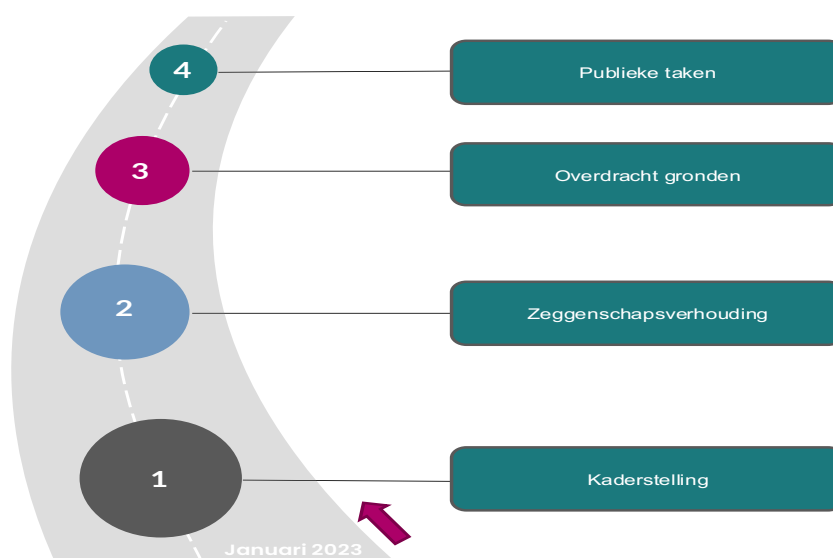 4
Publieke taken
3
Overdracht gronden
2
Zeggenschapsverhouding
1
Kaderstelling
Januari 2023